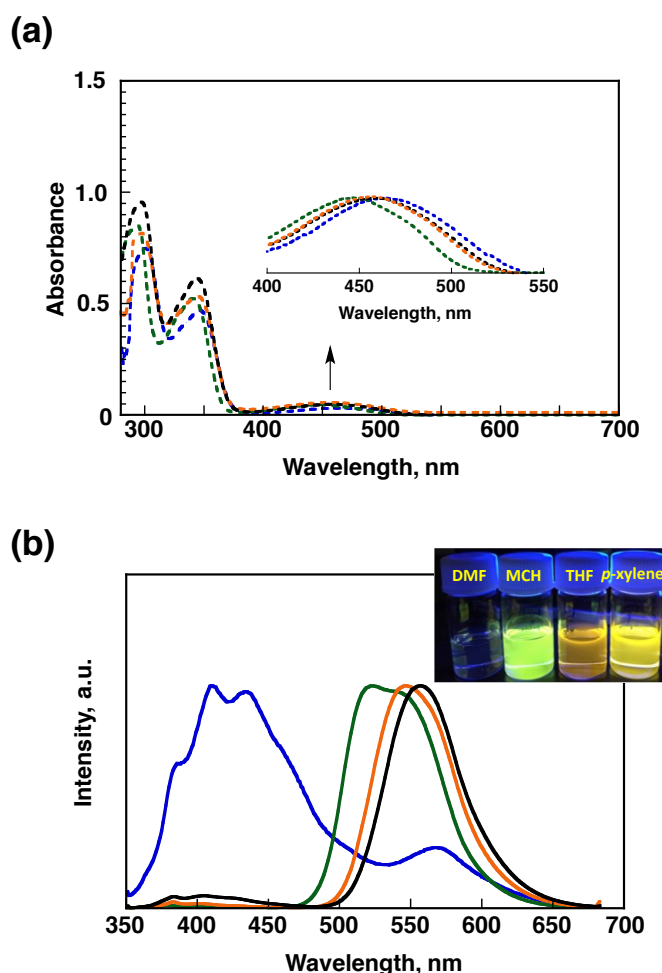 (a)
1.5
1.0
0.5
0
Absorbance
300 400 500 600 700
Wavelength, nm
400 450 500 550
Wavelength, nm
(b)
DMF MCH THF p-xylene
Intensity, a.u.
350 400 450 500 550 600 650 700
Wavelength, nm